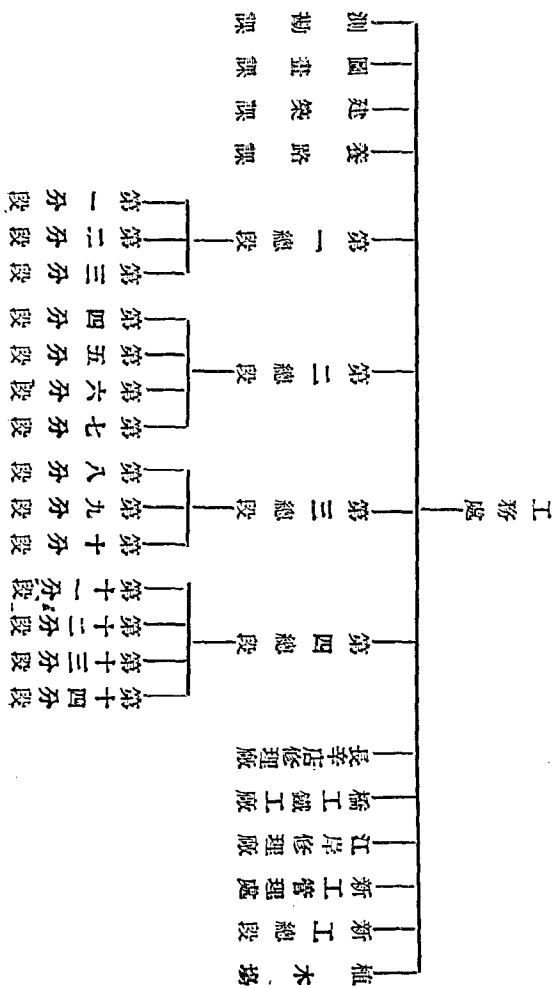 工務處
測勘課
圖畫課
建築課
養路課
第一總段
第一分段
第二分段
第三分段
第二總段
第四分段
第五分段
第六分段
第七分段
第三總段
第八分段
第九分段
第十分段
第四總段
第十一分段
第十二分段
第十三分段
第十四分段
長辛店修理廠
橋工鐵工廠
江岸修理廠
新工管理處
新工總段
植木場